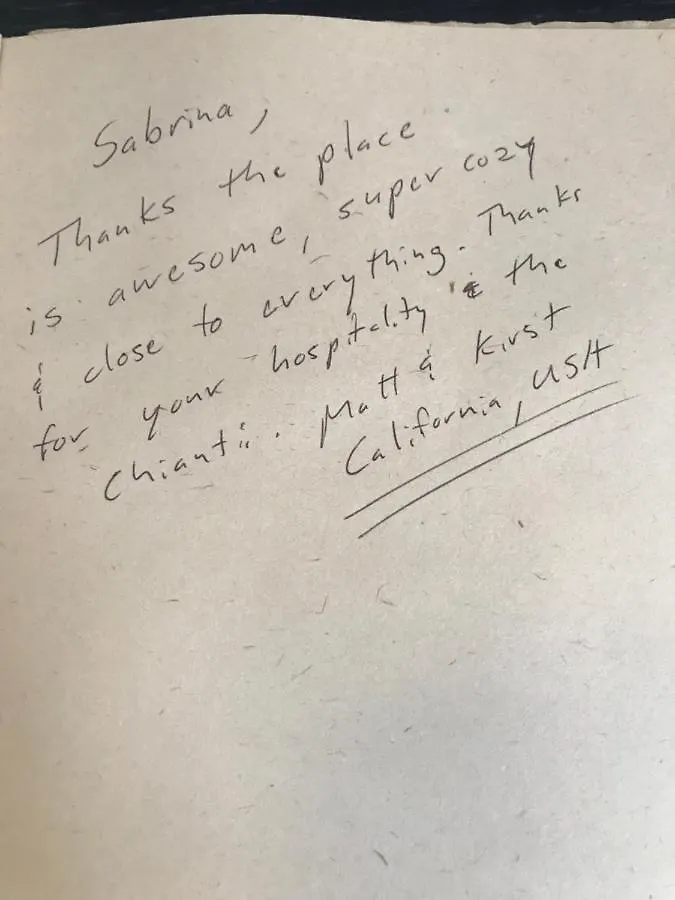 Sabrina,
Thanks the place
is awesome, super cozy
& close to everything. Thanks
for your hospitality & the
Chianti. Matt & Kirst
California, USA